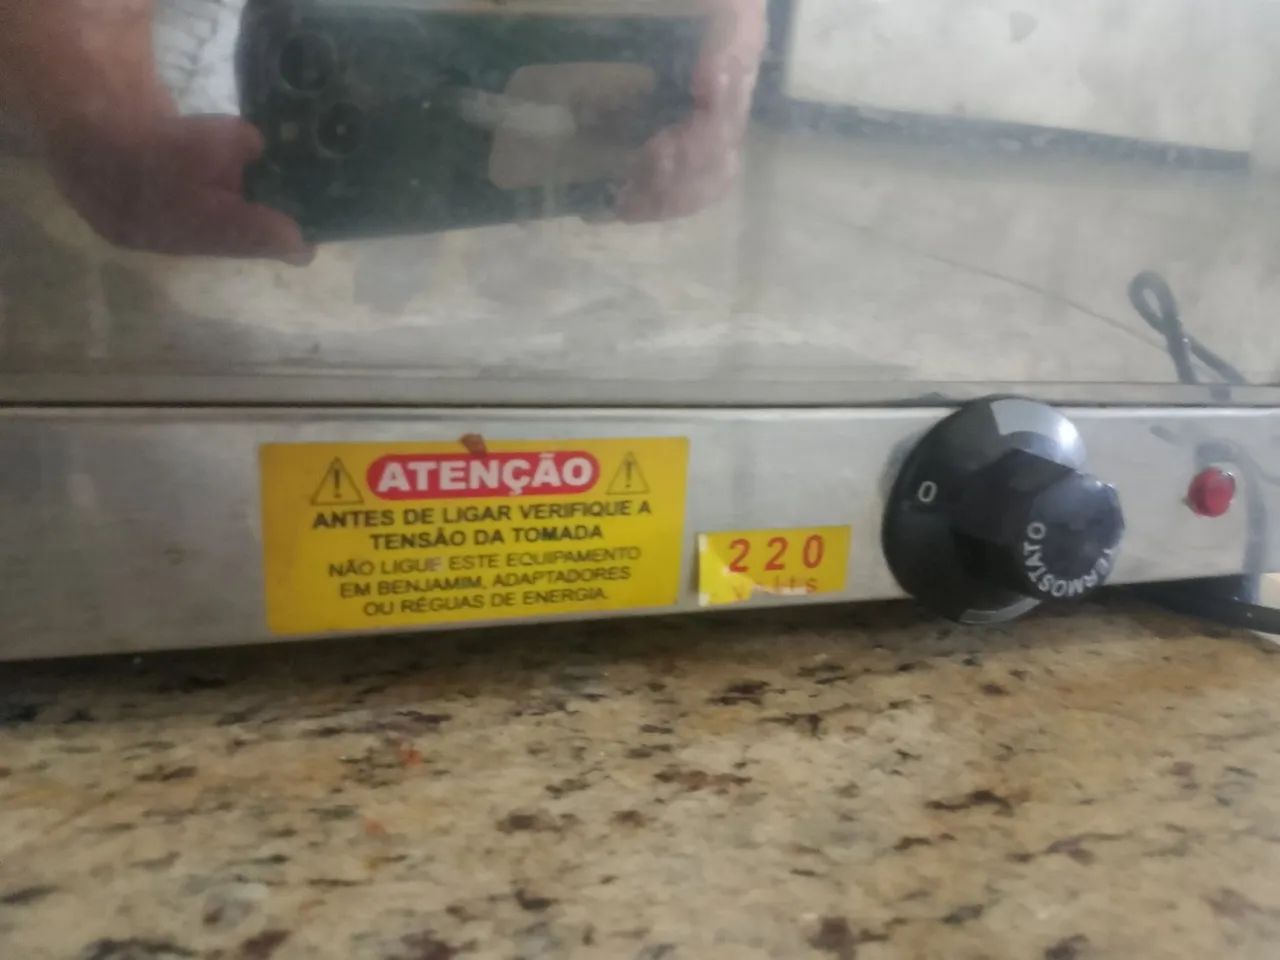 ATENÇÃO
ANTES DE LIGAR VERIFIQUE A
TENSÃO DA TOMADA
NÃO LIGUE ESTE EQUIPAMENTO
EM BENJAMIM, ADAPTADORES
OU RÉGUAS DE ENERGIA.
220
Volts
0
TERMOSTATO